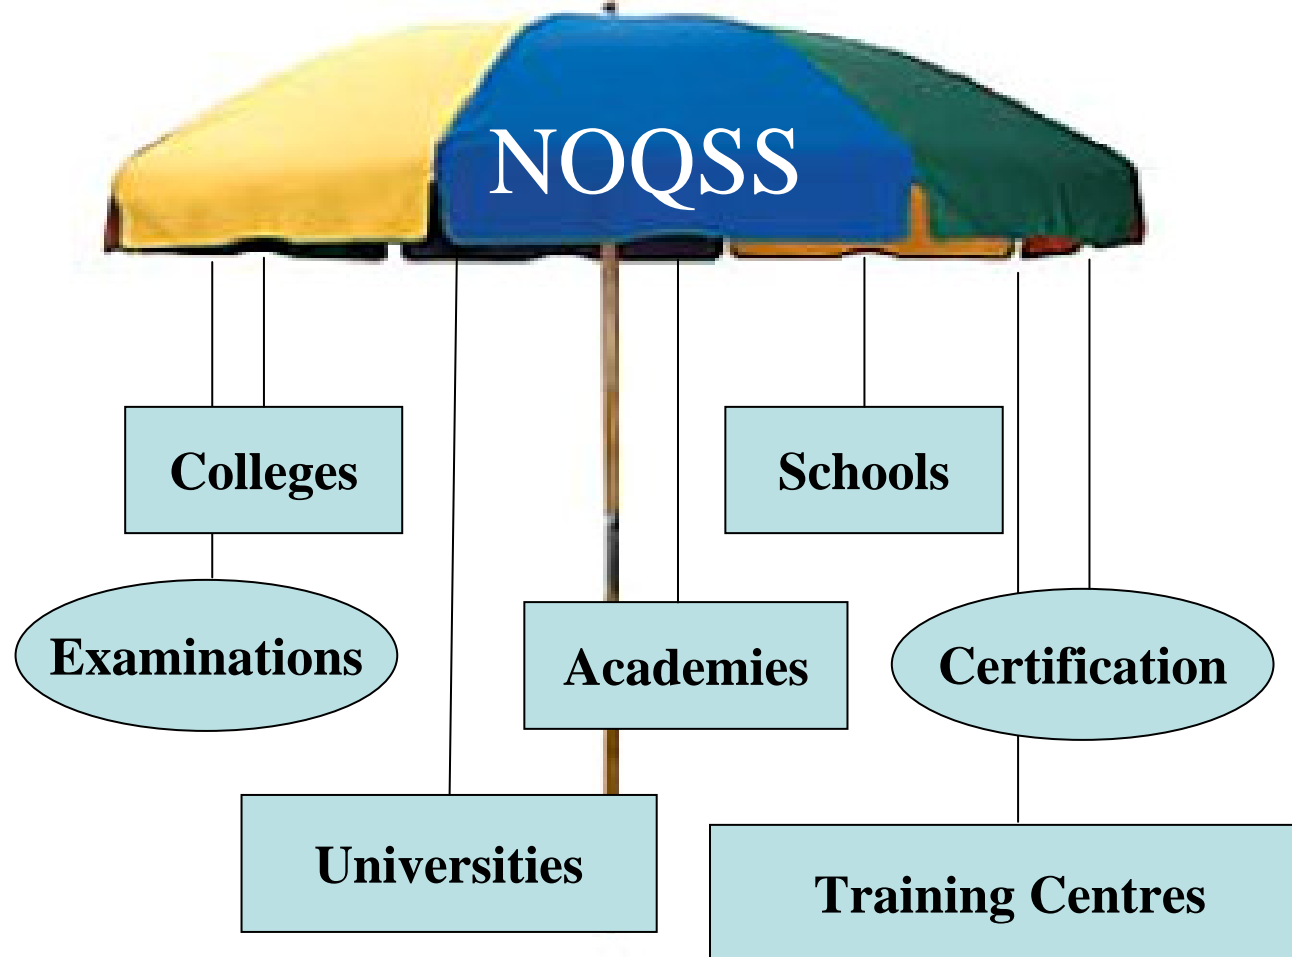 NOQSS
Colleges
Schools
Examinations
Academies
Certification
Universities
Training Centres